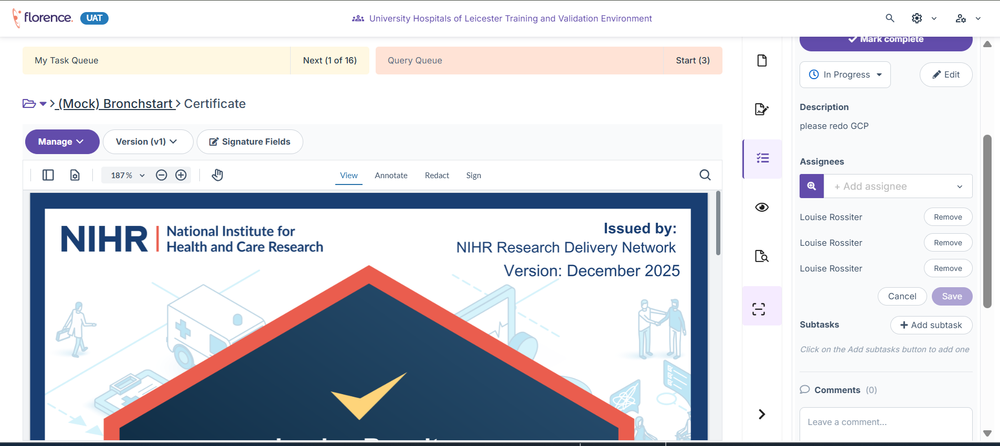 florence. UAT
University Hospitals of Leicester Training and Validation Environment
My Task Queue
Next (1 of 16)
Query Queue
Start (3)
(Mock) Bronchstart > Certificate
Manage
Version (v1)
Signature Fields
187%
View
Annotate
Redact
Sign
NIHR | National Institute for
Health and Care Research
Issued by:
NIHR Research Delivery Network
Version: December 2025
Mark complete
In Progress
Edit
Description
please redo GCP
Assignees
+ Add assignee
Louise Rossiter
Remove
Louise Rossiter
Remove
Louise Rossiter
Remove
Cancel
Save
Subtasks
+ Add subtask
Click on the Add subtasks button to add one
Comments (0)
Leave a comment...